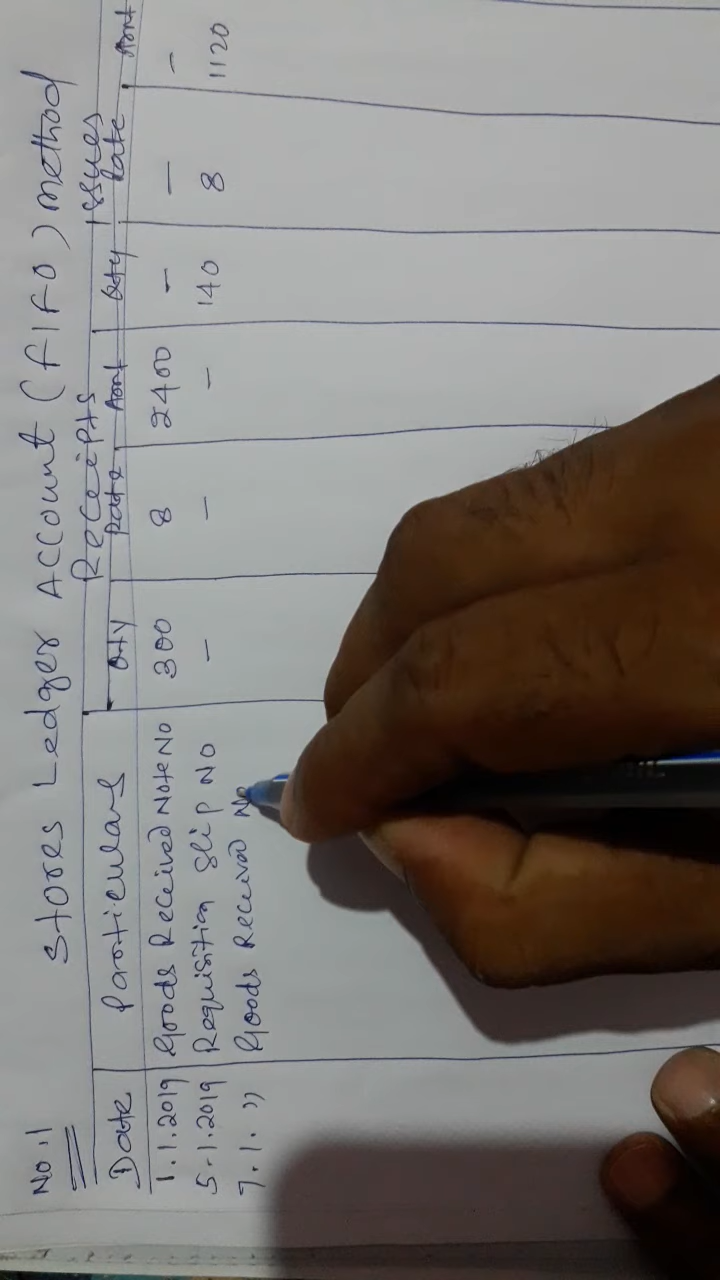 No:1
Stores Ledger Account (FIFO) method
Receipts Issues
Date Particulars Qty Rate Amt Qty Rate Amt
1.1.2019 Goods Received Note No 300 8 2400 - - -
5.1.2019 Requisition Slip No - - - 140 8 1120
7.1. " Goods Received No